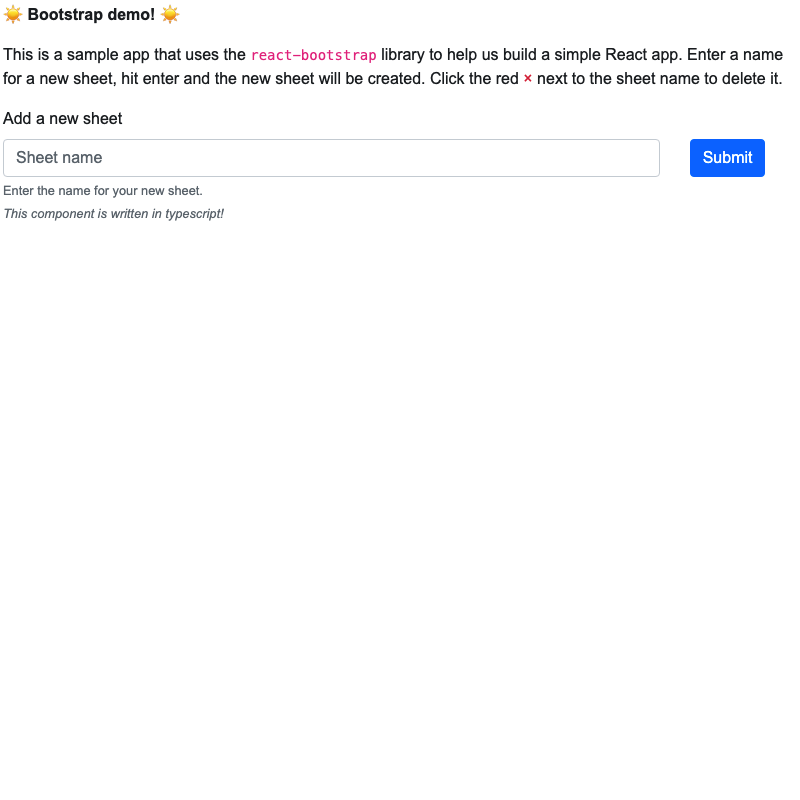 ☀️ Bootstrap demo! ☀️
This is a sample app that uses the react-bootstrap library to help us build a simple React app. Enter a name
for a new sheet, hit enter and the new sheet will be created. Click the red × next to the sheet name to delete it.
Add a new sheet
Sheet name
Submit
Enter the name for your new sheet.
This component is written in typescript!